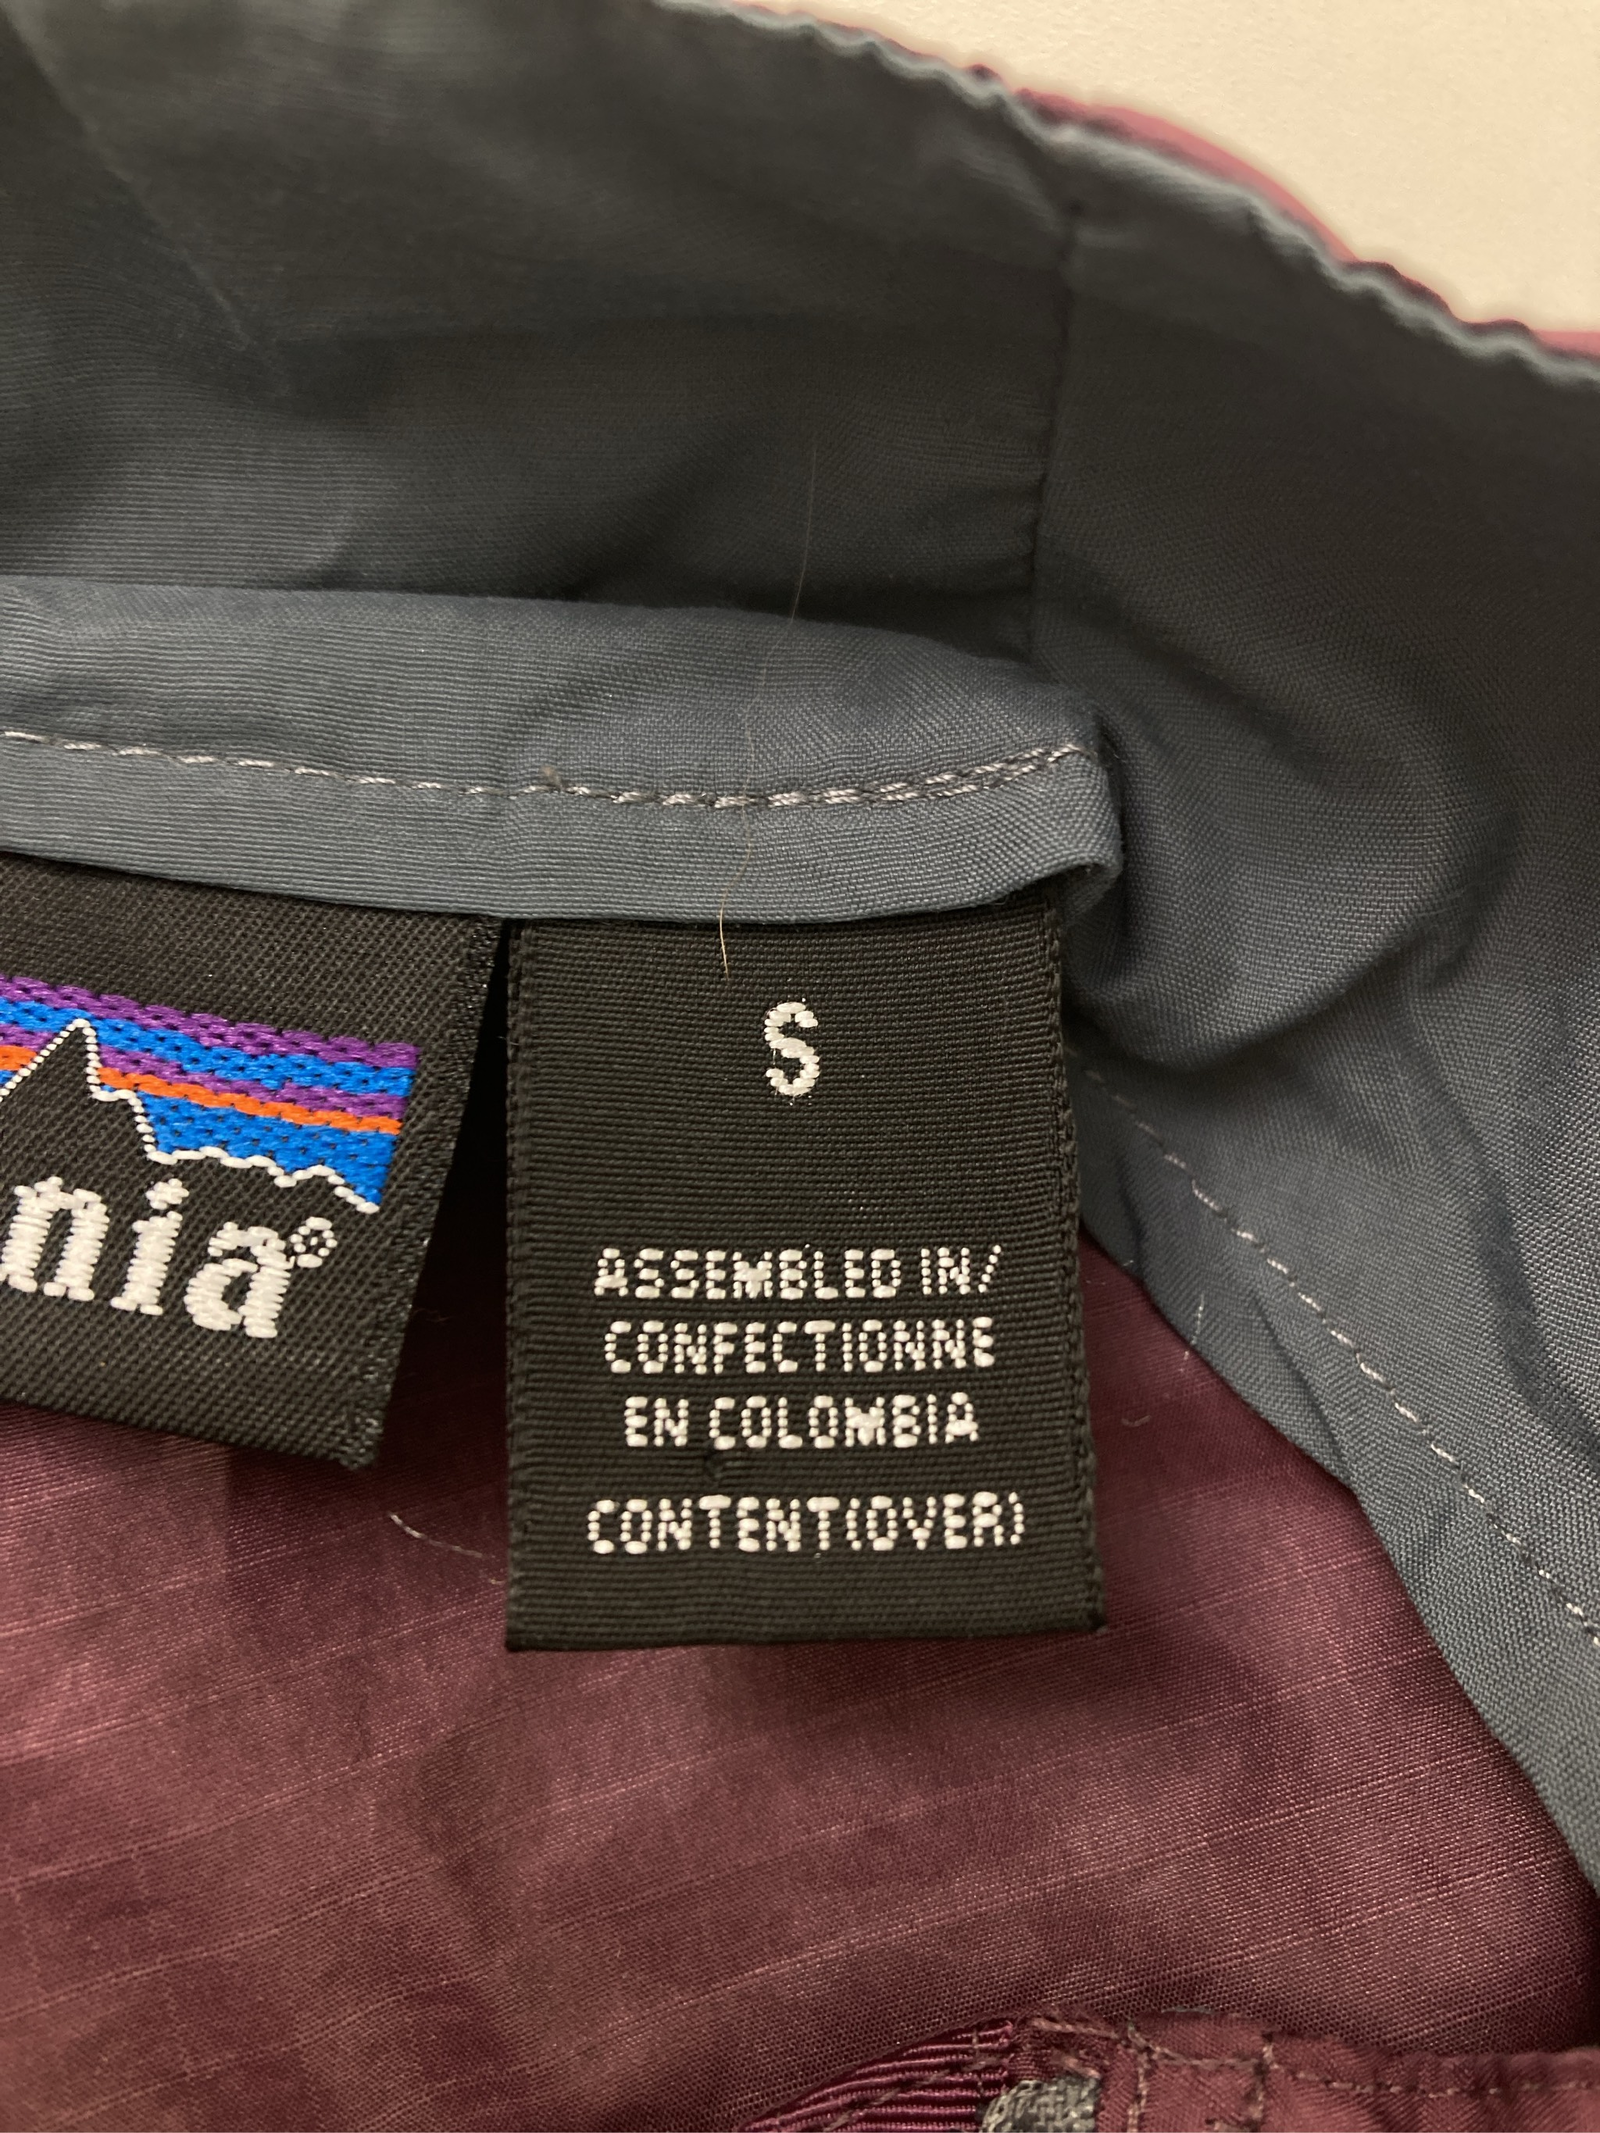 nia®
S
ASSEMBLED IN/
CONFECTIONNE
EN COLOMBIA
CONTENT(OVER)